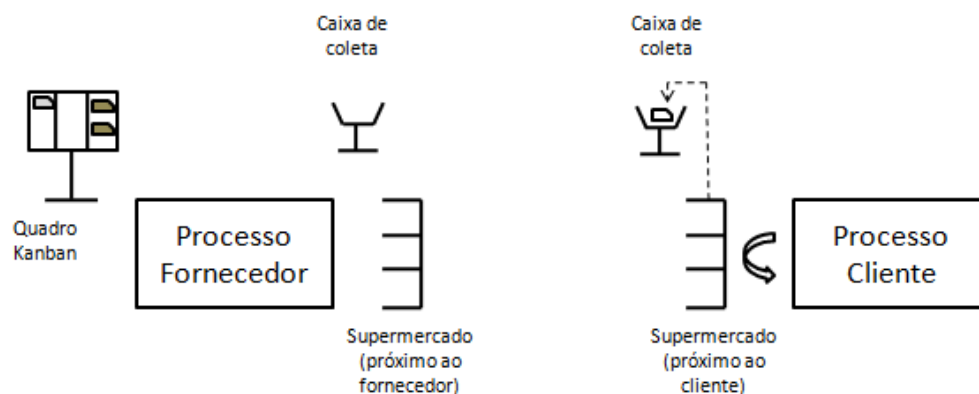 Caixa de
coleta
Caixa de
coleta
Quadro
Kanban
Processo
Fornecedor
Processo
Cliente
Supermercado
(próximo ao
fornecedor)
Supermercado
(próximo ao
cliente)